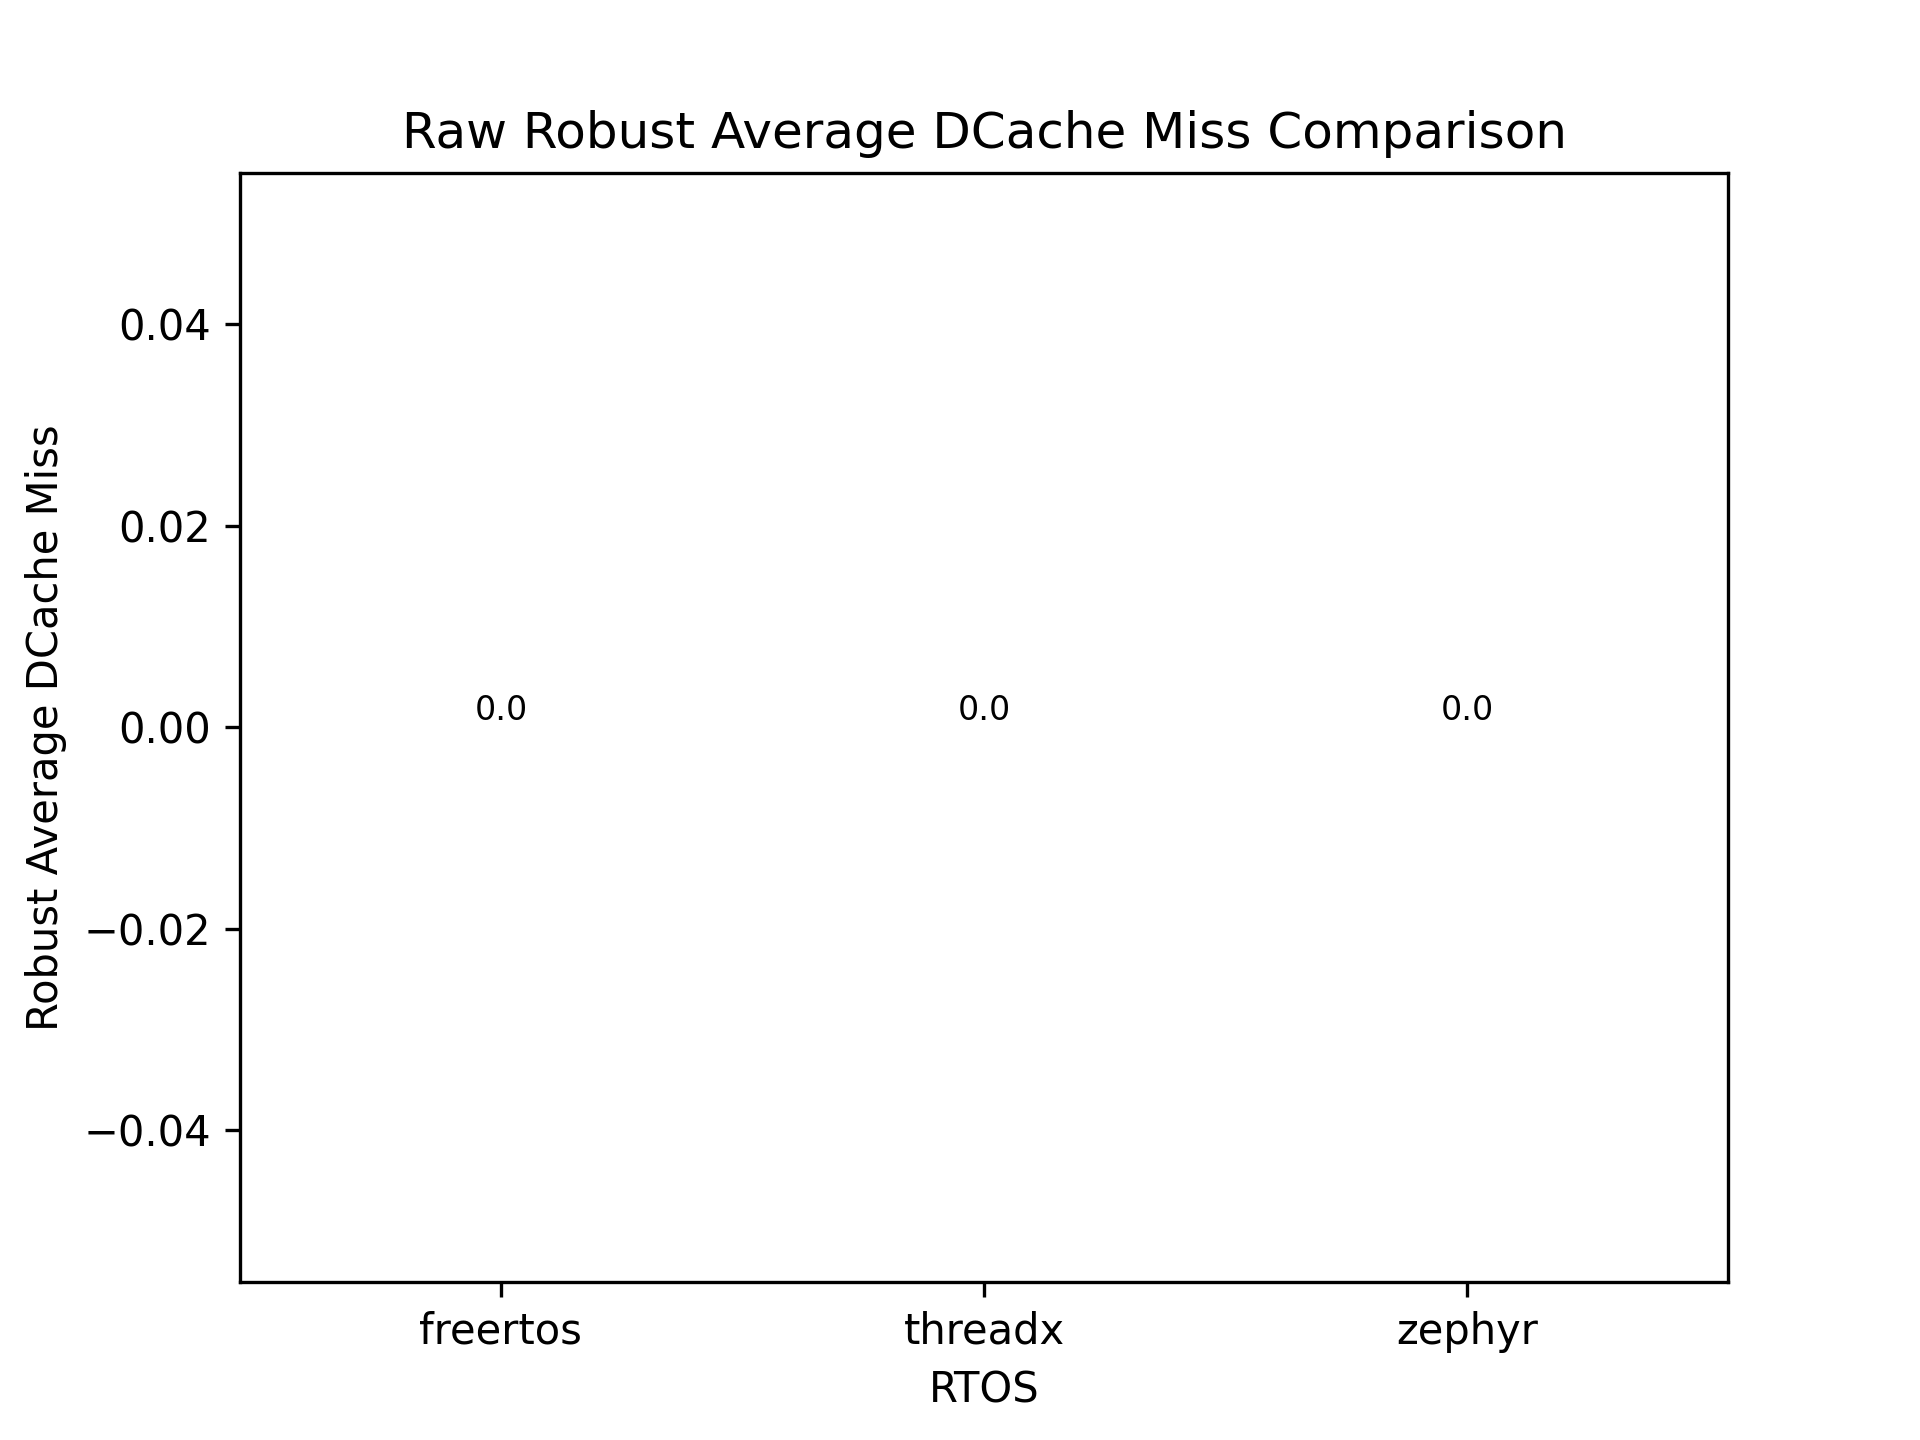 Raw Robust Average DCache Miss Comparison
Robust Average DCache Miss
0.04
0.02
0.00
−0.02
−0.04
0.0 0.0 0.0
freertos threadx zephyr
RTOS